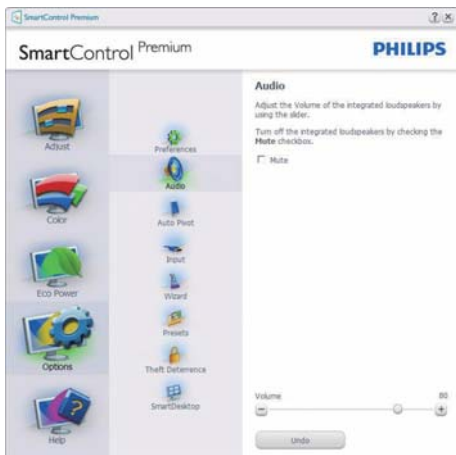 SmartControl Premium
SmartControl Premium
PHILIPS
Adjust
Color
Eco Power
Options
Help
Preferences
Audio
Auto Pivot
Input
Wizard
Presets
Theft Deterrence
SmartDesktop
Audio
Adjust the Volume of the integrated loudspeakers by
using the slider.
Turn off the integrated loudspeakers by checking the
Mute checkbox.
Mute
Volume 80
Undo